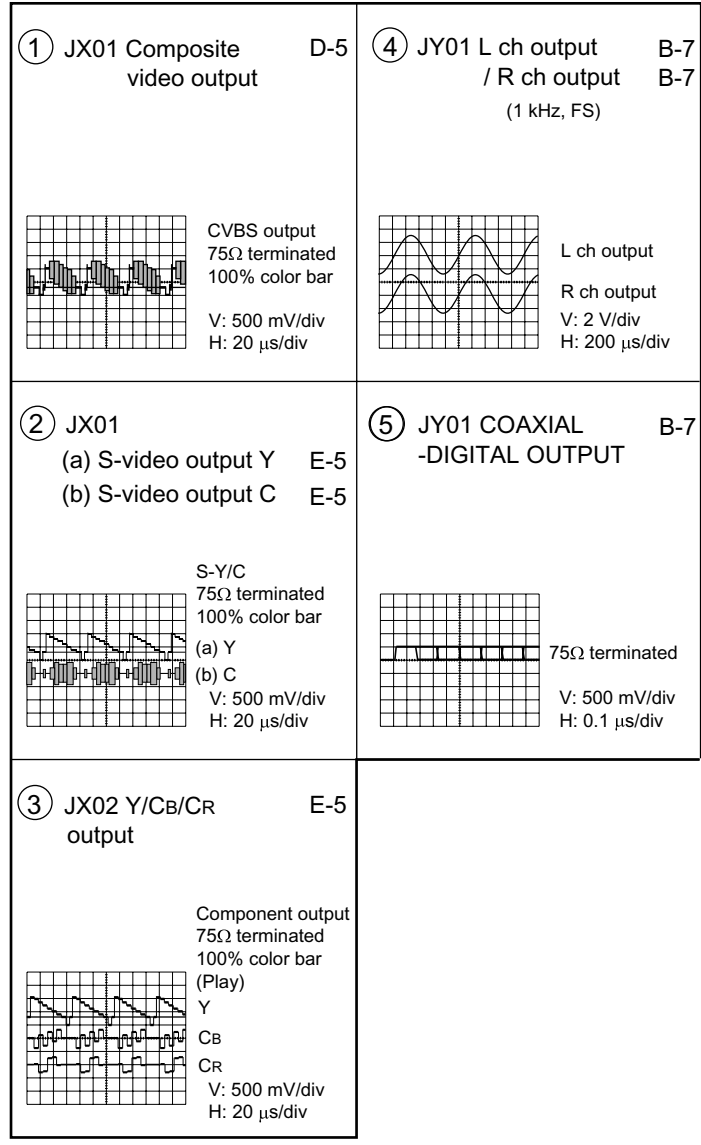 ① JX01 Composite D-5
video output
CVBS output
75Ω terminated
100% color bar
V: 500 mV/div
H: 20 μs/div
② JX01
(a) S-video output Y E-5
(b) S-video output C E-5
S-Y/C
75Ω terminated
100% color bar
(a) Y
(b) C
V: 500 mV/div
H: 20 μs/div
③ JX02 Y/CB/CR E-5
output
Component output
75Ω terminated
100% color bar
(Play)
Y
CB
CR
V: 500 mV/div
H: 20 μs/div
④ JY01 L ch output B-7
/ R ch output B-7
(1 kHz, FS)
L ch output
R ch output
V: 2 V/div
H: 200 μs/div
⑤ JY01 COAXIAL B-7
-DIGITAL OUTPUT
75Ω terminated
V: 500 mV/div
H: 0.1 μs/div